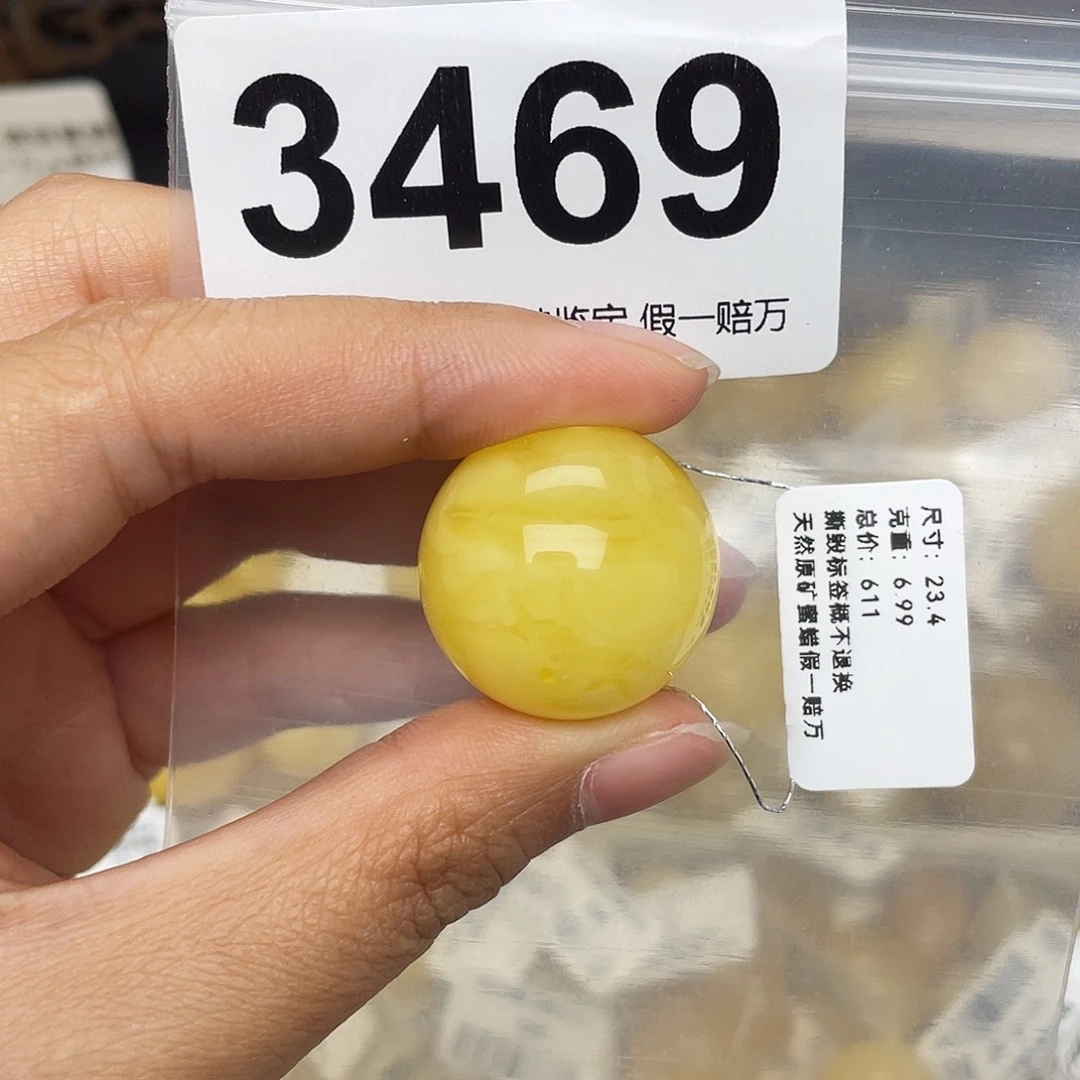 3469
假一赔万
尺寸: 23.4
克重: 6.99
总价: 611
撕毁标签概不退换
天然原矿蜜蜡假一赔万